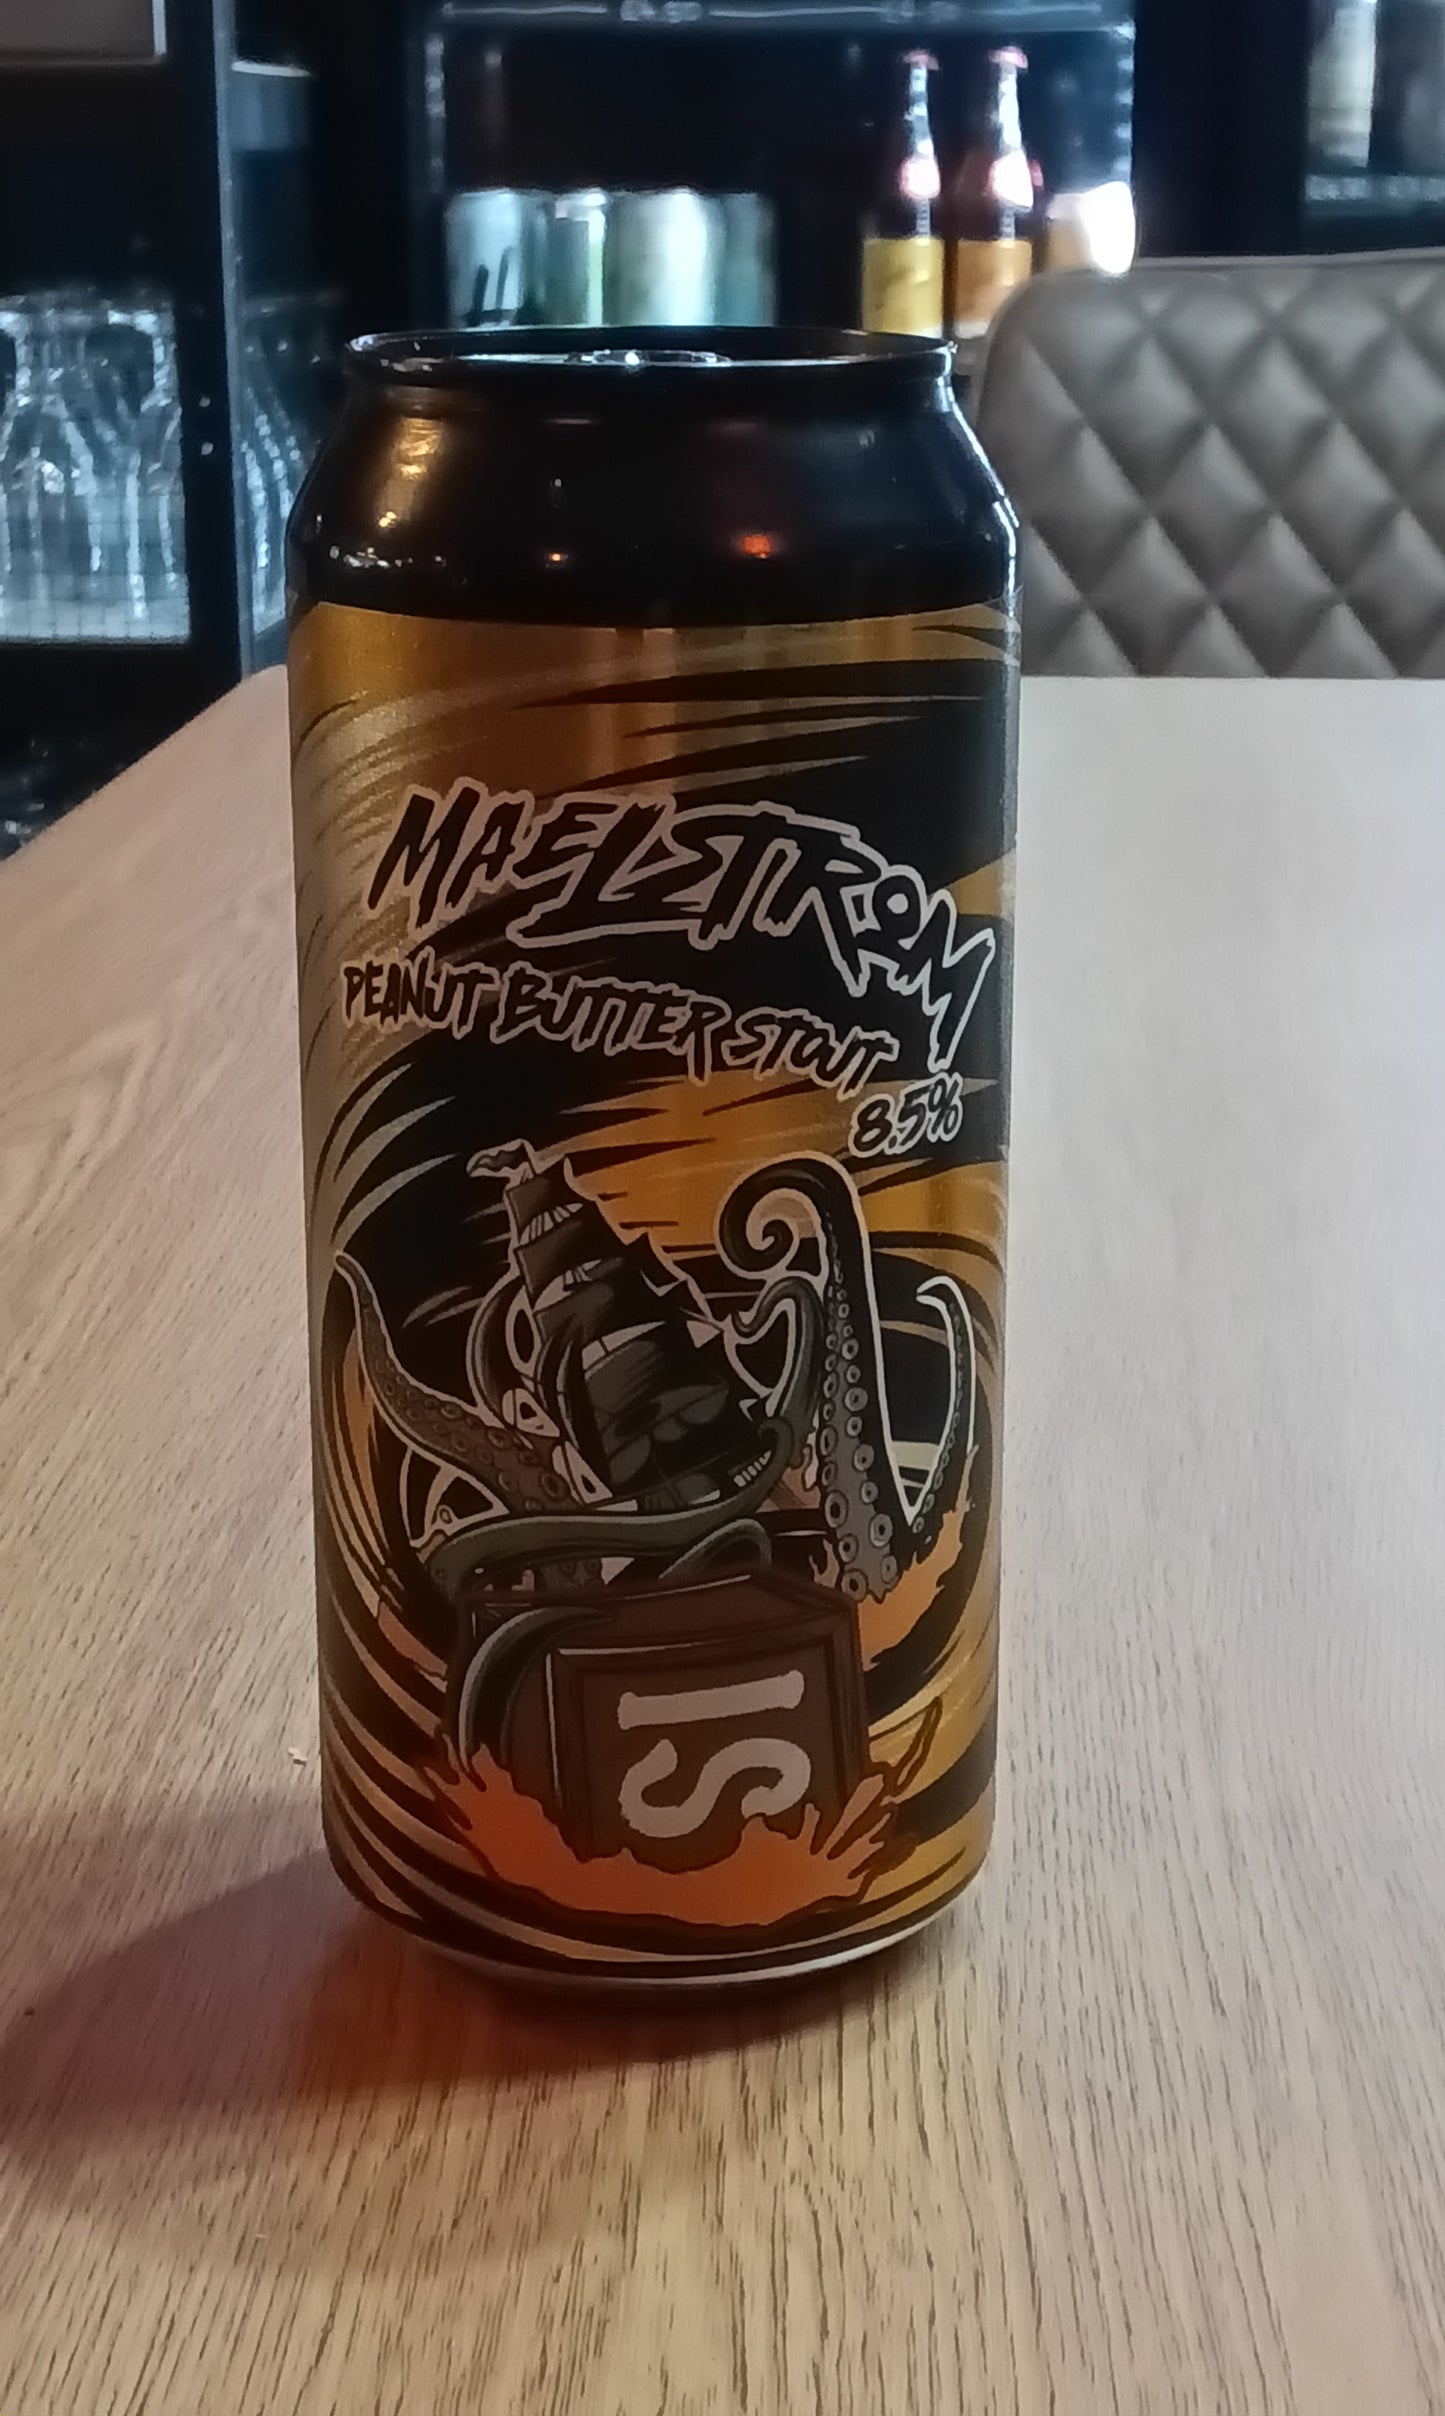 MAELSTROM
PEANUT BUTTER STOUT
8.5%
IS